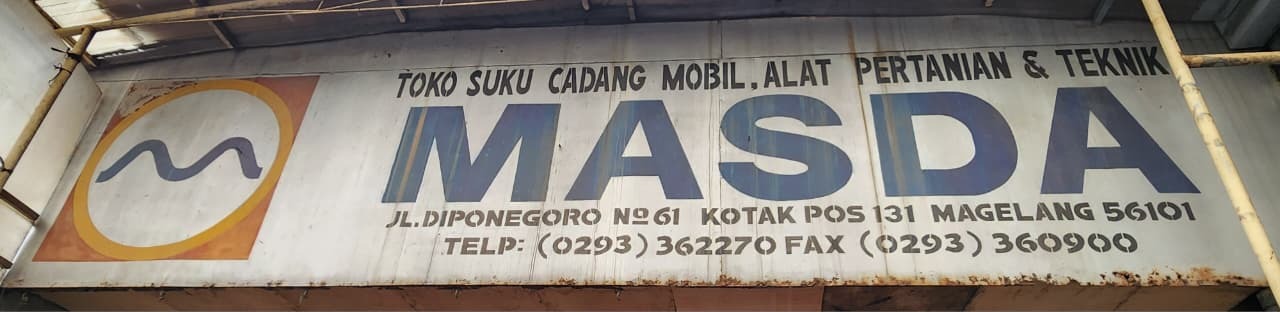 TOKO SUKU CADANG MOBIL, ALAT PERTANIAN & TEKNIK
MASDA
JL.DIPONEGORO Nº 61 KOTAK POS 131 MAGELANG 56101
TELP: (0293) 362270 FAX (0293) 360900